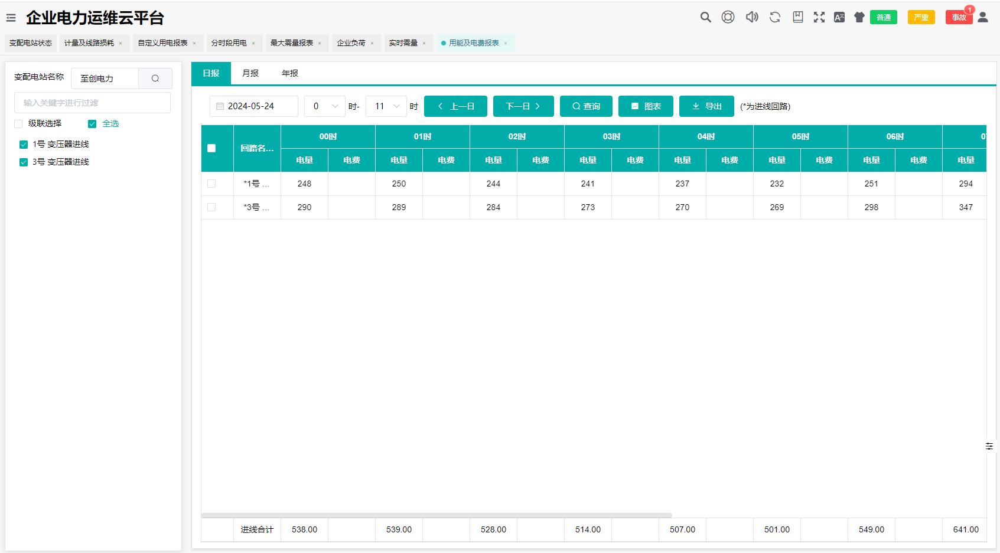 企业电力运维云平台
普通 严重 事故 1
变配电站状态 计量及线路损耗 × 自定义用电报表 × 分时段用电 × 最大需量报表 × 企业负荷 × 实时需量 × 用能及电费报表 ×
变配电站名称 至创电力
输入关键字进行过滤
级联选择 全选
1号 变压器进线
3号 变压器进线
日报 月报 年报
2024-05-24 0 时- 11 时 上一日 下一日 查询 图表 导出 (*为进线回路)
回路名... 00时 01时 02时 03时 04时 05时 06时
电量 电费 电量 电费 电量 电费 电量 电费 电量 电费 电量 电费 电量 电费 电量
*1号 ... 248 250 244 241 237 232 251 294
*3号 ... 290 289 284 273 270 269 298 347
进线合计 538.00 539.00 528.00 514.00 507.00 501.00 549.00 641.00